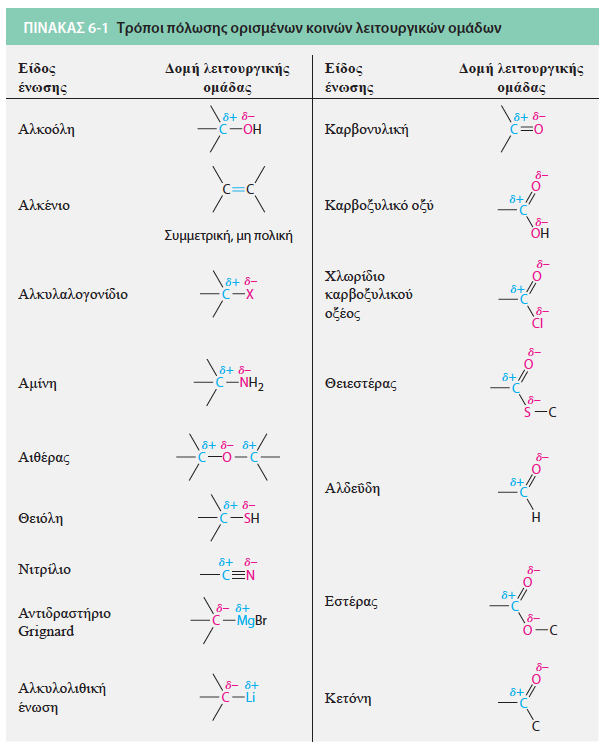 ΠΙΝΑΚΑΣ 6-1 Τρόποι πόλωσης ορισμένων κοινών λειτουργικών ομάδων
Είδος
ένωσης
Δομή λειτουργικής
ομάδας
Αλκοόλη
δ+ δ–
C—OH
Αλκένιο
C=C
Συμμετρική, μη πολική
Αλκυλαλογονίδιο
δ+ δ–
C—X
Αμίνη
δ+ δ–
C—NH₂
Αιθέρας
δ+ δ– δ+
C—O—C
Θειόλη
δ+ δ–
C—SH
Νιτρίλιο
δ+ δ–
C≡N
Αντιδραστήριο
Grignard
δ– δ+
C—MgBr
Αλκυλολιθική
ένωση
δ– δ+
C—Li
Είδος
ένωσης
Δομή λειτουργικής
ομάδας
Καρβονυλική
δ+ δ–
C=O
Καρβοξυλικό οξύ
δ–
O
δ+
C
δ–
OH
Χλωρίδιο
καρβοξυλικού
οξέος
δ–
O
δ+
C
δ–
Cl
Θειεστέρας
δ–
O
δ+
C
δ–
S—C
Αλδεΰδη
δ–
O
δ+
C
H
Εστέρας
δ–
O
δ+
C
δ–
O—C
Κετόνη
δ–
O
δ+
C
C